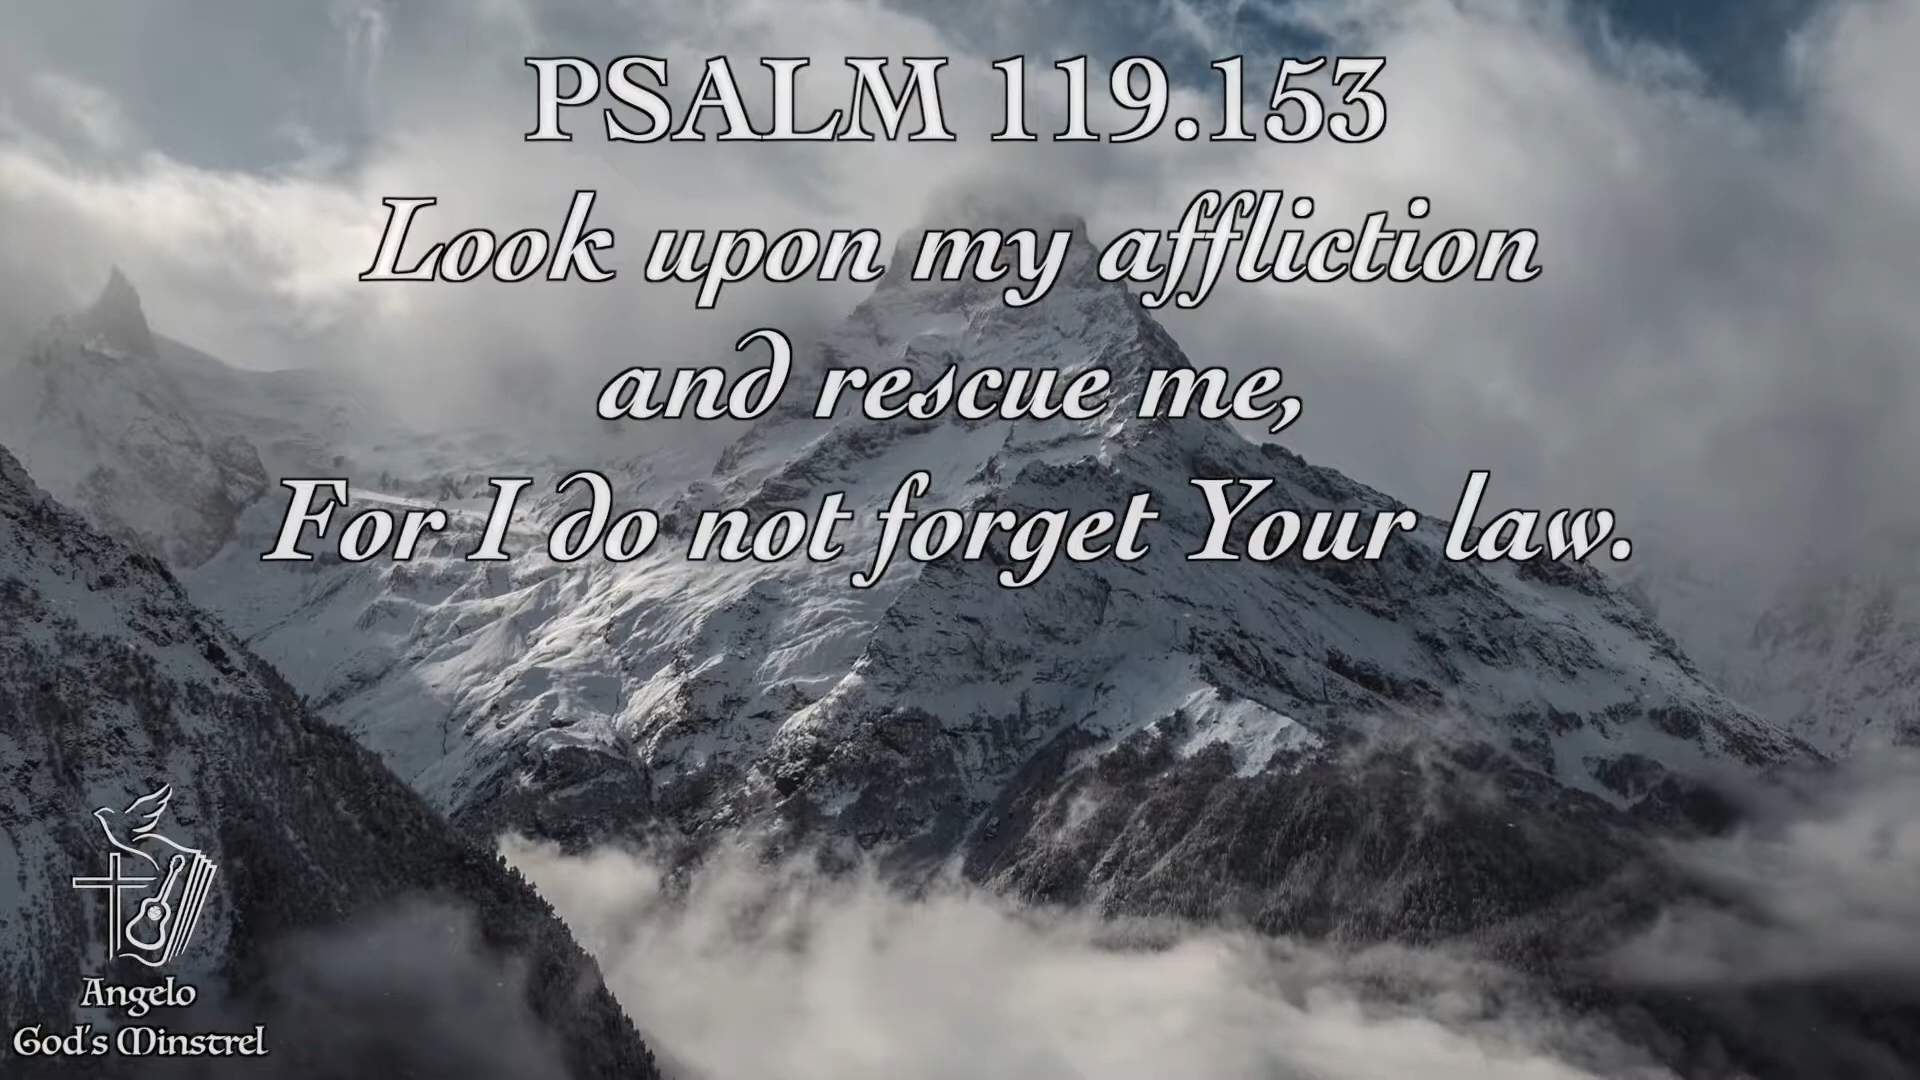 PSALM 119.153
Look upon my affliction
and rescue me,
For I do not forget Your law.
Angelo
God's Minstrel